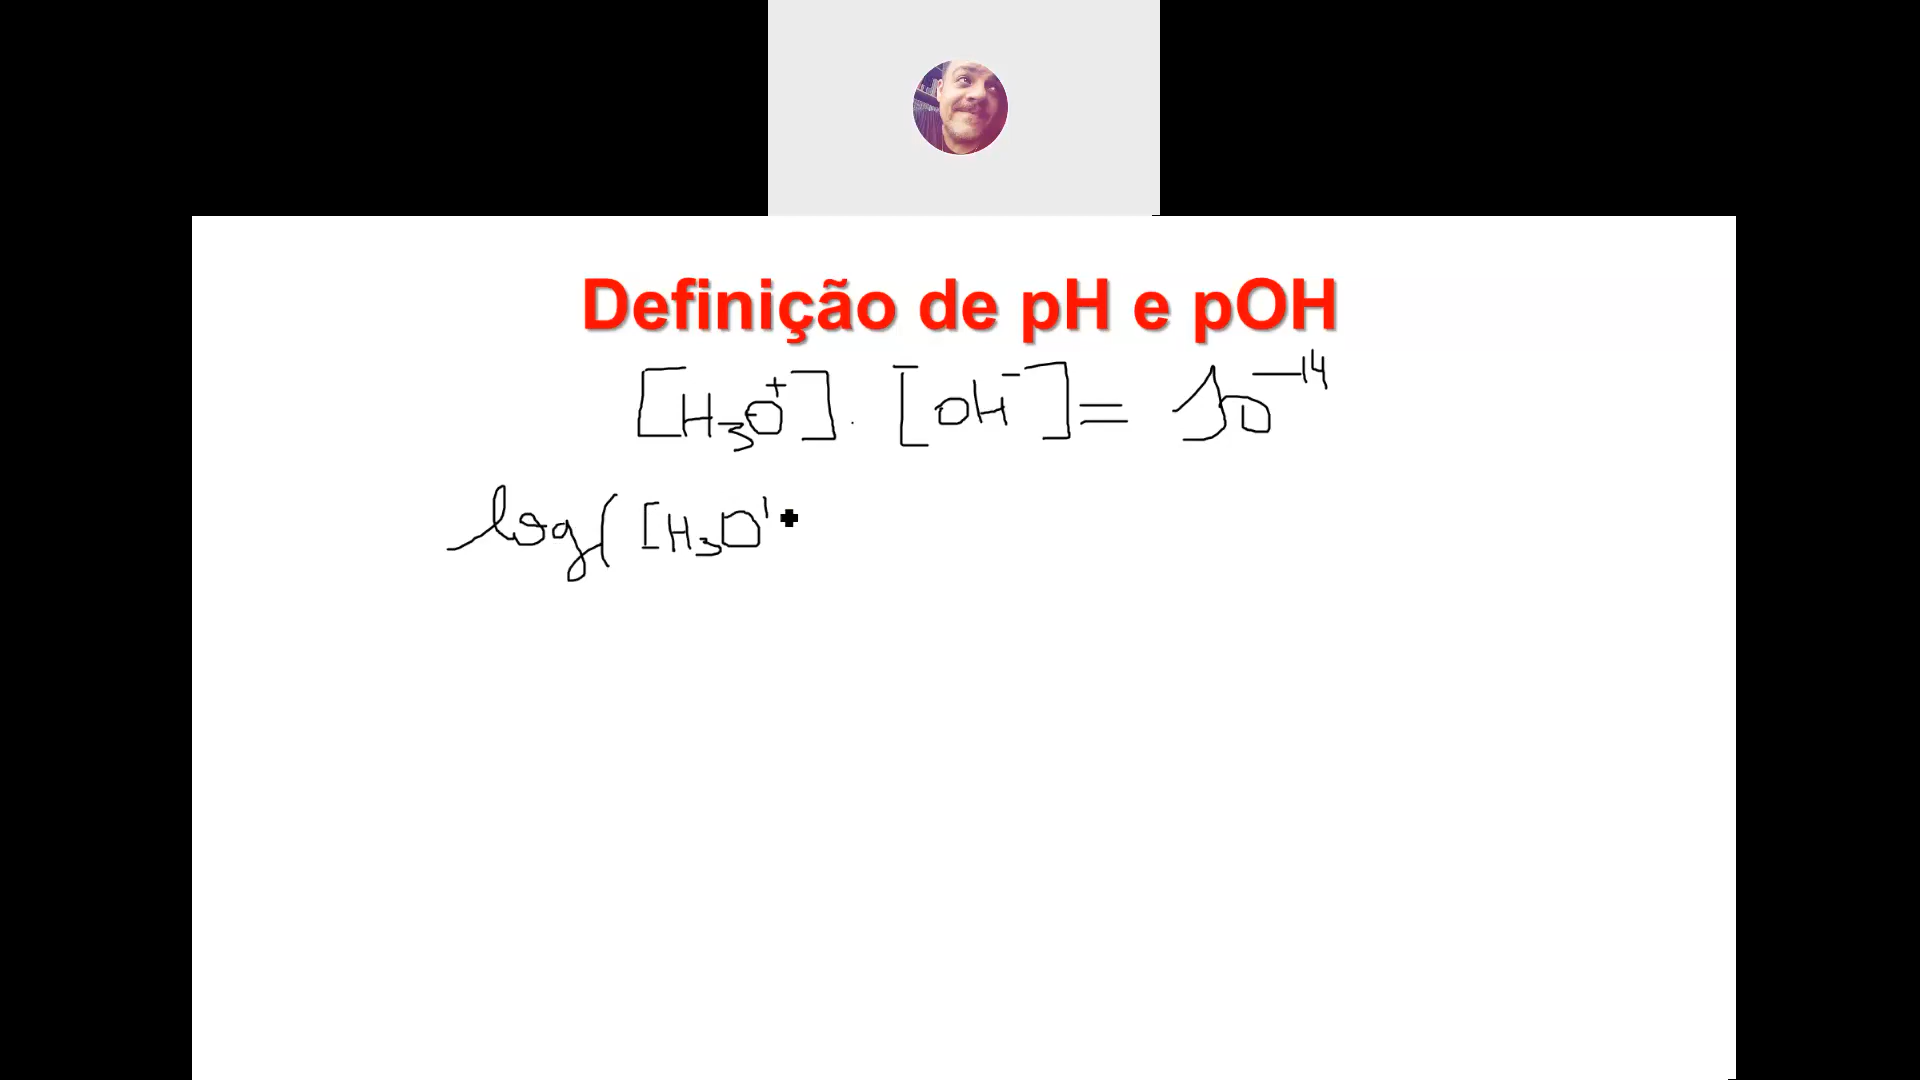 Definição de pH e pOH
[H₃O⁺] . [OH⁻] = 10⁻¹⁴
log( [H₃O'